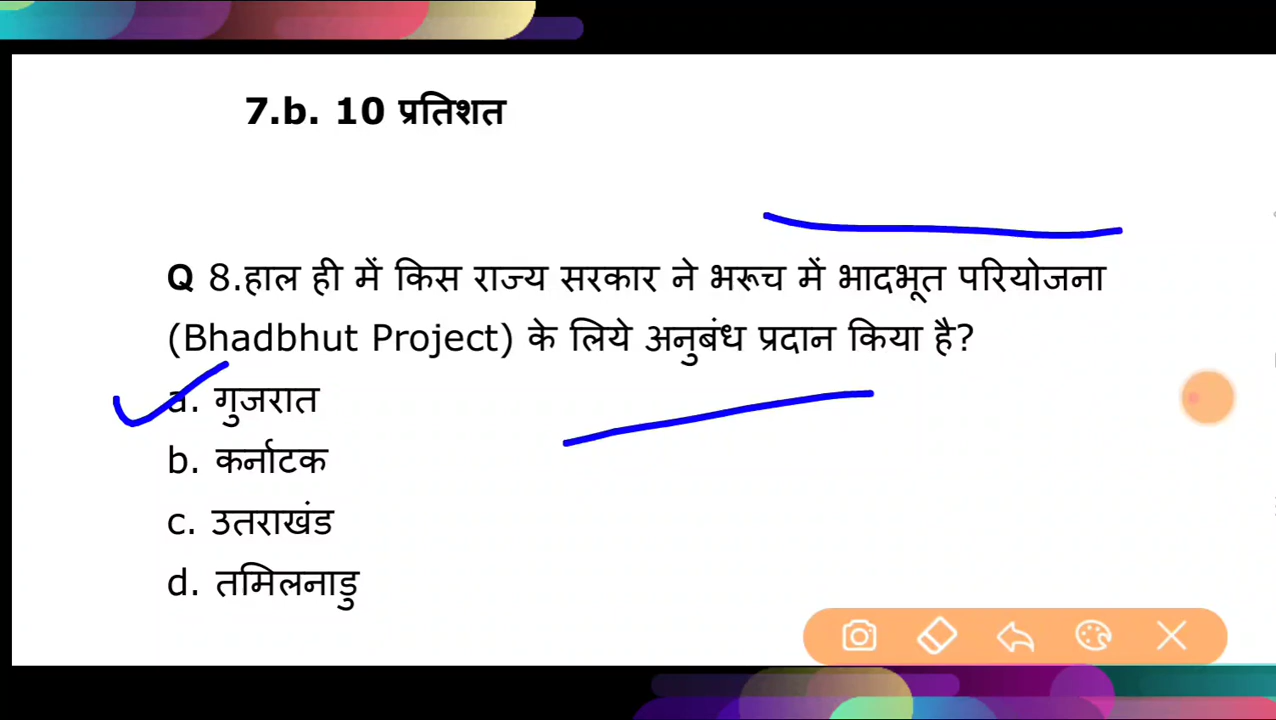 7.b. 10 प्रतिशत
Q 8.हाल ही में किस राज्य सरकार ने भरूच में भादभूत परियोजना
(Bhadbhut Project) के लिये अनुबंध प्रदान किया है?
a. गुजरात
b. कर्नाटक
c. उतराखंड
d. तमिलनाडु